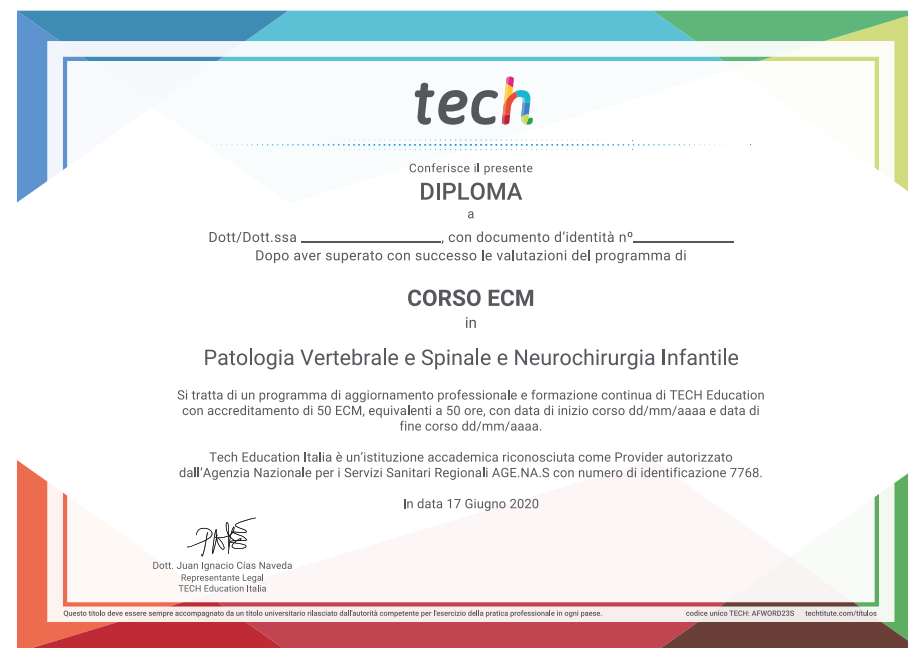 tech
Conferisce il presente
DIPLOMA
a
Dott/Dott.ssa ____________________, con documento d'identità nº______________
Dopo aver superato con successo le valutazioni del programma di
CORSO ECM
in
Patologia Vertebrale e Spinale e Neurochirurgia Infantile
Si tratta di un programma di aggiornamento professionale e formazione continua di TECH Education
con accreditamento di 50 ECM, equivalenti a 50 ore, con data di inizio corso dd/mm/aaaa e data di
fine corso dd/mm/aaaa.
Tech Education Italia è un'istituzione accademica riconosciuta come Provider autorizzato
dall'Agenzia Nazionale per i Servizi Sanitari Regionali AGE.NA.S con numero di identificazione 7768.
In data 17 Giugno 2020
Dott. Juan Ignacio Cías Naveda
Representante Legal
TECH Education Italia
Questo titolo deve essere sempre accompagnato da un titolo universitario rilasciato dall'autorità competente per l'esercizio della pratica professionale in ogni paese. codice unico TECH: AFWORD23S techtitute.com/títulos